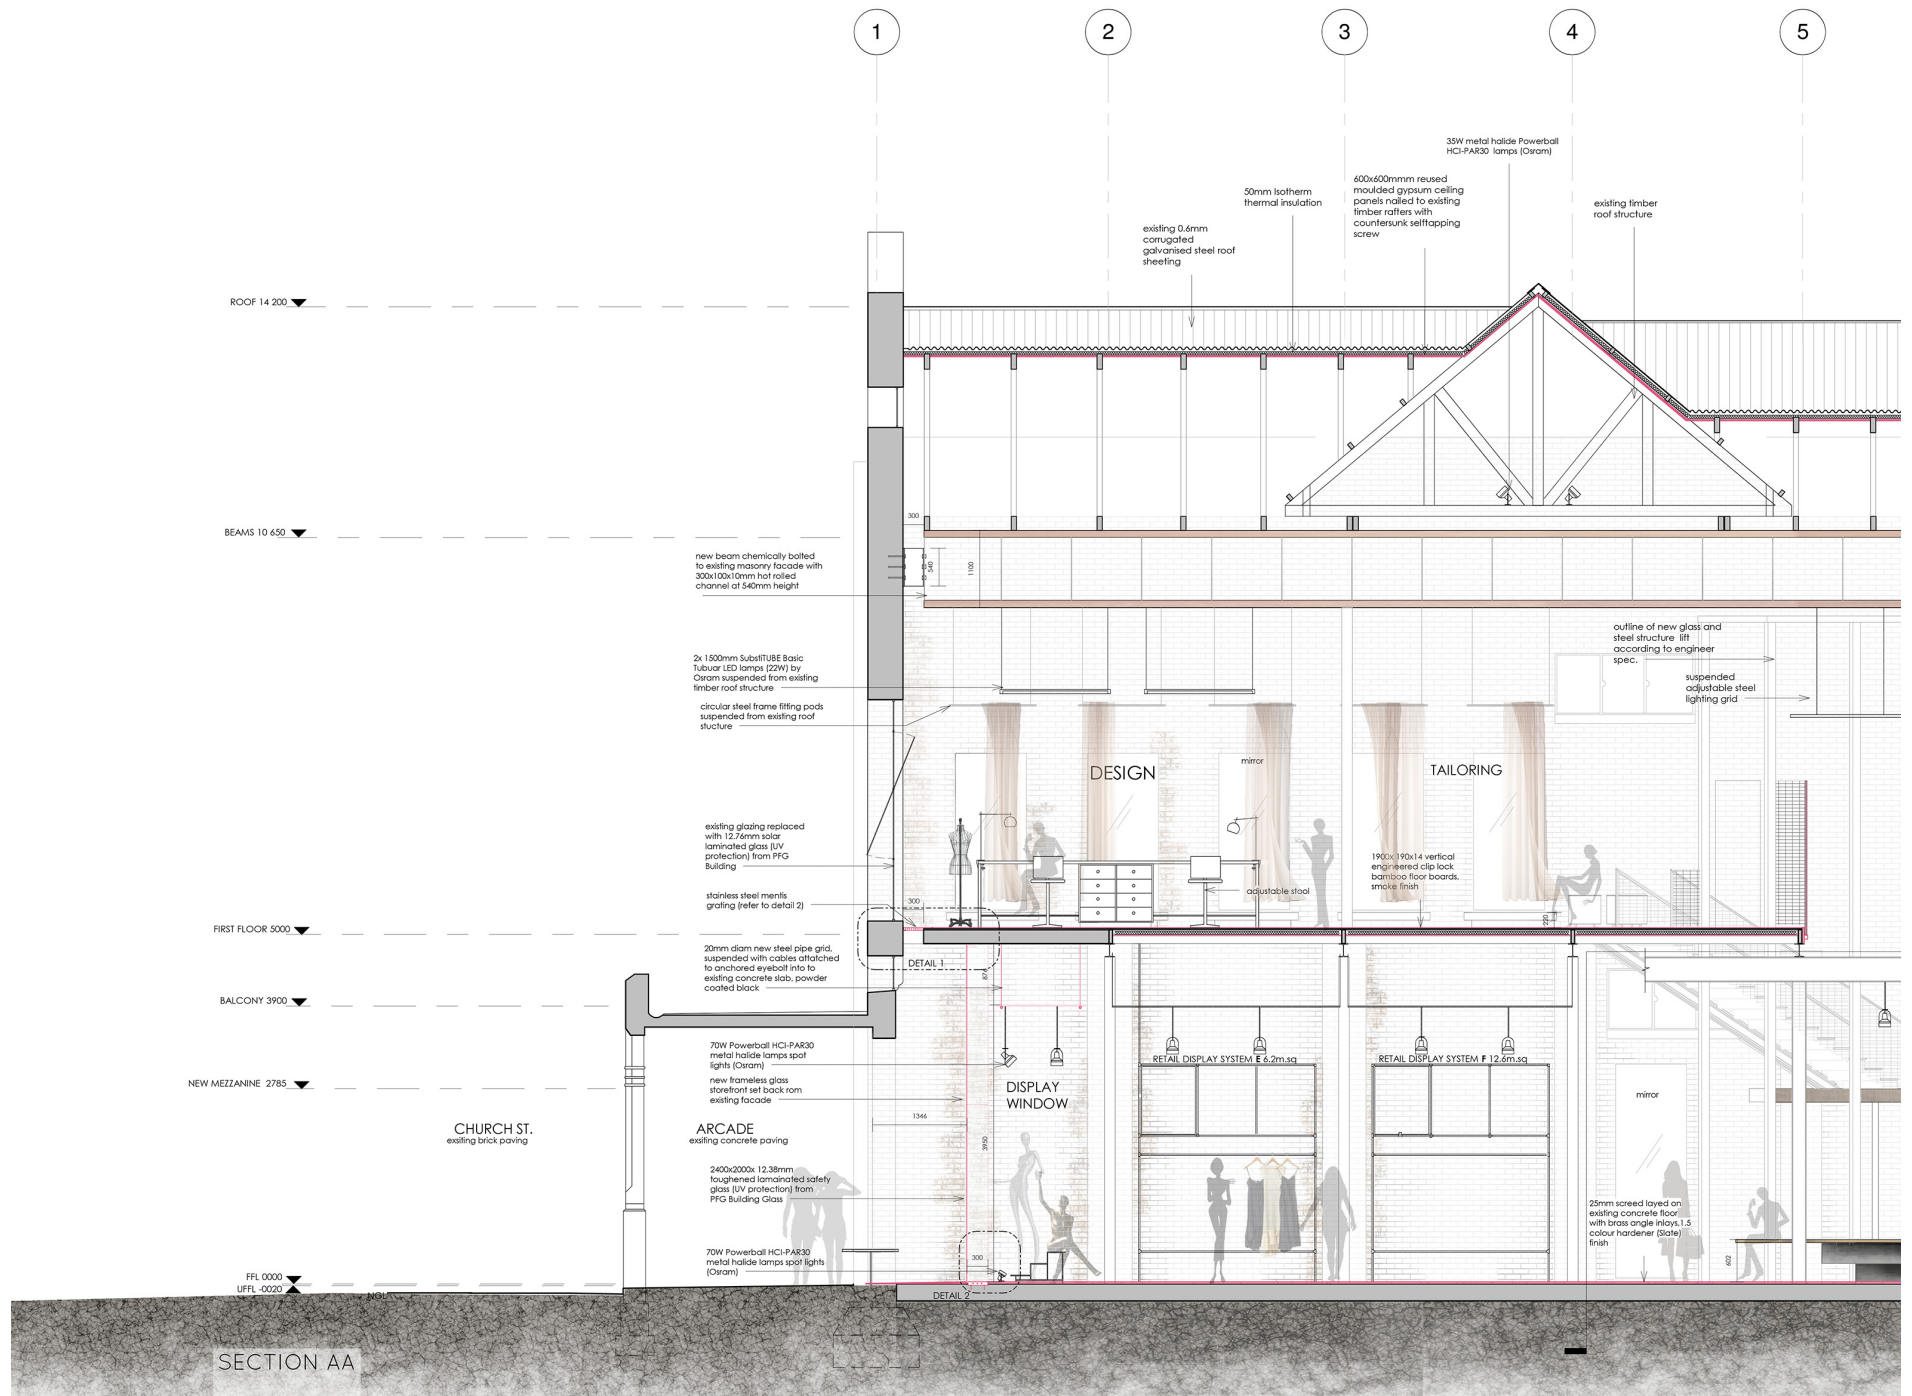 1
2
3
4
5
35W metal halide Powerball
HCI-PAR30 lamps (Osram)
600x600mmm reused
moulded gypsum ceiling
panels nailed to existing
timber rafters with
countersunk selftapping
screw
50mm Isotherm
thermal insulation
existing timber
roof structure
existing 0.6mm
corrugated
galvanised steel roof
sheeting
ROOF 14 200
BEAMS 10 650
300
540
1100
new beam chemically bolted
to existing masonry facade with
300x100x10mm hot rolled
channel at 540mm height
outline of new glass and
steel structure lift
according to engineer
spec.
2x 1500mm SubstiTUBE Basic
Tubuar LED lamps (22W) by
Osram suspended from existing
timber roof structure
suspended
adjustable steel
lighting grid
circular steel frame fitting pods
suspended from existing roof
stucture
DESIGN
mirror
TAILORING
existing glazing replaced
with 12.76mm solar
laminated glass (UV
protection) from PFG
Building
1900x 190x14 vertical
engineered clip lock
bamboo floor boards,
smoke finish
adjustable stool
stainless steel mentis
grating (refer to detail 2)
300
220
FIRST FLOOR 5000
20mm diam new steel pipe grid,
suspended with cables attatched
to anchored eyebolt into to
existing concrete slab, powder
coated black
DETAIL 1
BALCONY 3900
70W Powerball HCI-PAR30
metal halide lamps spot
lights (Osram)
RETAIL DISPLAY SYSTEM E 6.2m.sq
RETAIL DISPLAY SYSTEM F 12.6m.sq
NEW MEZZANINE 2785
new frameless glass
storefront set back rom
existing facade
DISPLAY
WINDOW
mirror
1346
CHURCH ST.
exsiting brick paving
ARCADE
exsiting concrete paving
3950
2400x2000x 12.38mm
toughened lamainated safety
glass (UV protection) from
PFG Building Glass
25mm screed layed on
existing concrete floor
with brass angle inlays,1.5
colour hardener (Slate)
finish
70W Powerball HCI-PAR30
metal halide lamps spot lights
(Osram)
300
602
FFL 0000
UFFL -0020
NGL
DETAIL 2
SECTION AA